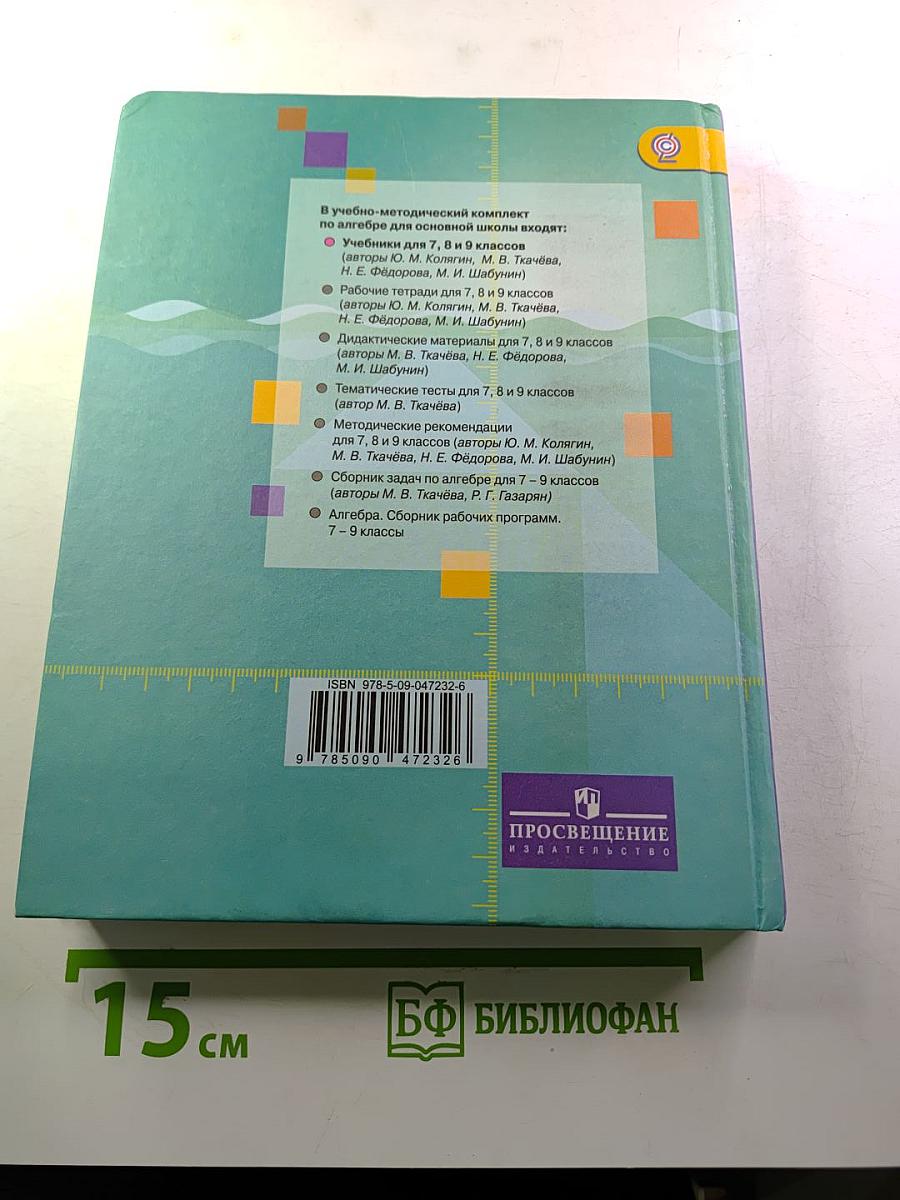 В учебно-методический комплект
по алгебре для основной школы входят:
Учебники для 7, 8 и 9 классов
(авторы Ю. М. Колягин, М. В. Ткачёва,
Н. Е. Фёдорова, М. И. Шабунин)
Рабочие тетради для 7, 8 и 9 классов
(авторы Ю. М. Колягин, М. В. Ткачёва,
Н. Е. Фёдорова, М. И. Шабунин)
Дидактические материалы для 7, 8 и 9 классов
(авторы М. В. Ткачёва, Н. Е. Фёдорова,
М. И. Шабунин)
Тематические тесты для 7, 8 и 9 классов
(автор М. В. Ткачёва)
Методические рекомендации
для 7, 8 и 9 классов (авторы Ю. М. Колягин,
М. В. Ткачёва, Н. Е. Фёдорова, М. И. Шабунин)
Сборник задач по алгебре для 7 – 9 классов
(авторы М. В. Ткачёва, Р. Г. Газарян)
Алгебра. Сборник рабочих программ.
7 – 9 классы
ISBN 978-5-09-047232-6
9 785090 472326
ИП
ПРОСВЕЩЕНИЕ
ИЗДАТЕЛЬСТВО
15 см
БФ БИБЛИОФАН